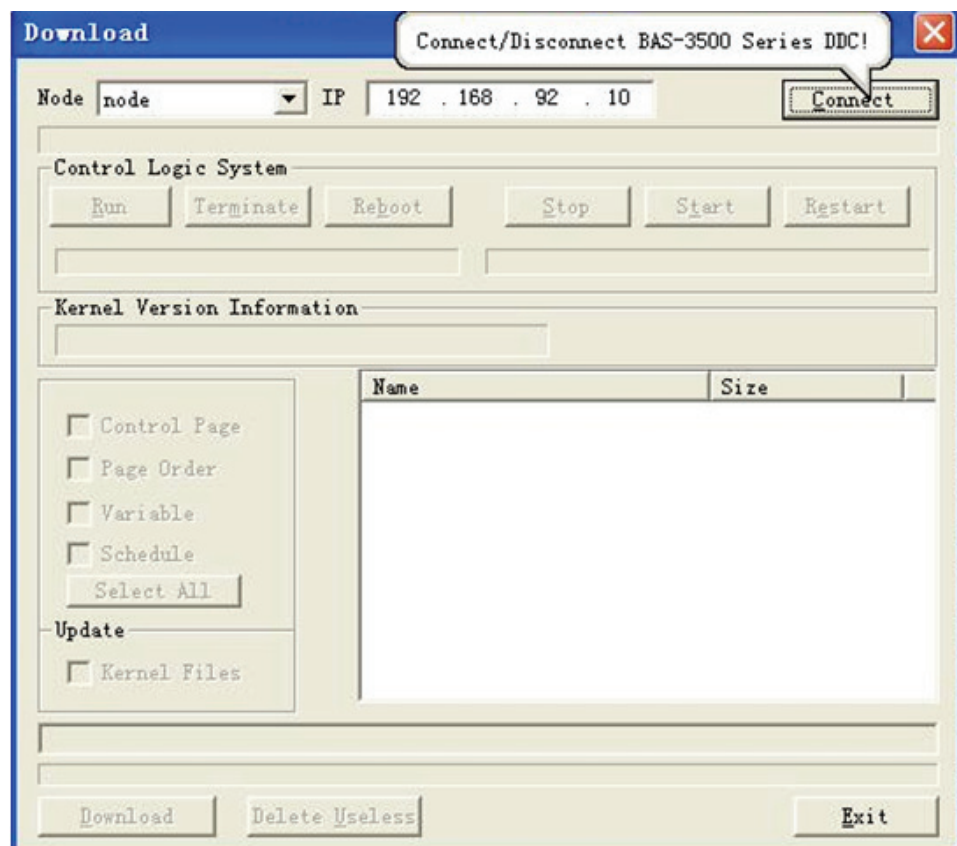 Download
Connect/Disconnect BAS-3500 Series DDC!
Node node IP 192 . 168 . 92 . 10 Connect
Control Logic System
Run Terminate Reboot Stop Start Restart
Kernel Version Information
Name Size
Control Page
Page Order
Variable
Schedule
Select All
Update
Kernel Files
Download Delete Useless Exit